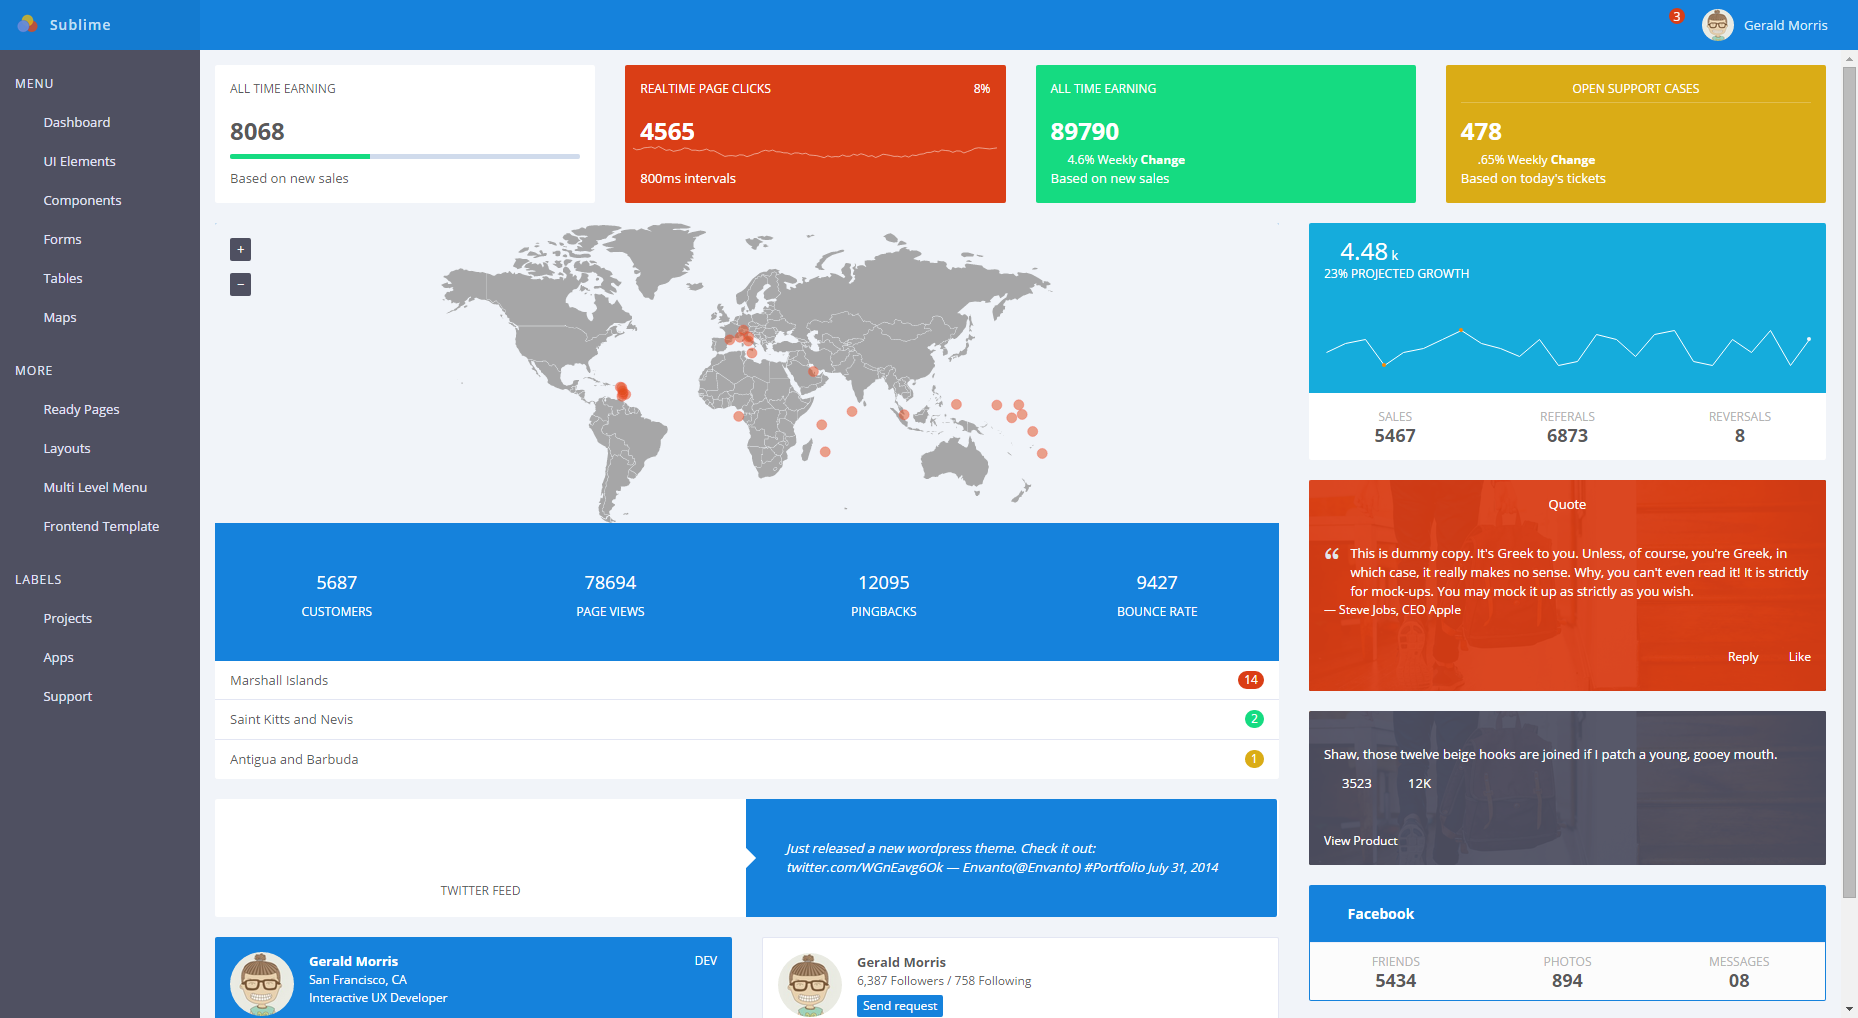 Sublime
3
Gerald Morris
MENU
Dashboard
UI Elements
Components
Forms
Tables
Maps
MORE
Ready Pages
Layouts
Multi Level Menu
Frontend Template
LABELS
Projects
Apps
Support
ALL TIME EARNING
8068
Based on new sales
REALTIME PAGE CLICKS 8%
4565
800ms intervals
ALL TIME EARNING
89790
4.6% Weekly Change
Based on new sales
OPEN SUPPORT CASES
478
.65% Weekly Change
Based on today's tickets
+
−
5687
CUSTOMERS
78694
PAGE VIEWS
12095
PINGBACKS
9427
BOUNCE RATE
Marshall Islands 14
Saint Kitts and Nevis 2
Antigua and Barbuda 1
TWITTER FEED
Just released a new wordpress theme. Check it out:
twitter.com/WGnEavg6Ok — Envanto(@Envanto) #Portfolio July 31, 2014
Gerald Morris DEV
San Francisco, CA
Interactive UX Developer
Gerald Morris
6,387 Followers / 758 Following
Send request
4.48 k
23% PROJECTED GROWTH
SALES
5467
REFERALS
6873
REVERSALS
8
Quote
“ This is dummy copy. It's Greek to you. Unless, of course, you're Greek, in
which case, it really makes no sense. Why, you can't even read it! It is strictly
for mock-ups. You may mock it up as strictly as you wish.
— Steve Jobs, CEO Apple
Reply Like
Shaw, those twelve beige hooks are joined if I patch a young, gooey mouth.
3523 12K
View Product
Facebook
FRIENDS
5434
PHOTOS
894
MESSAGES
08